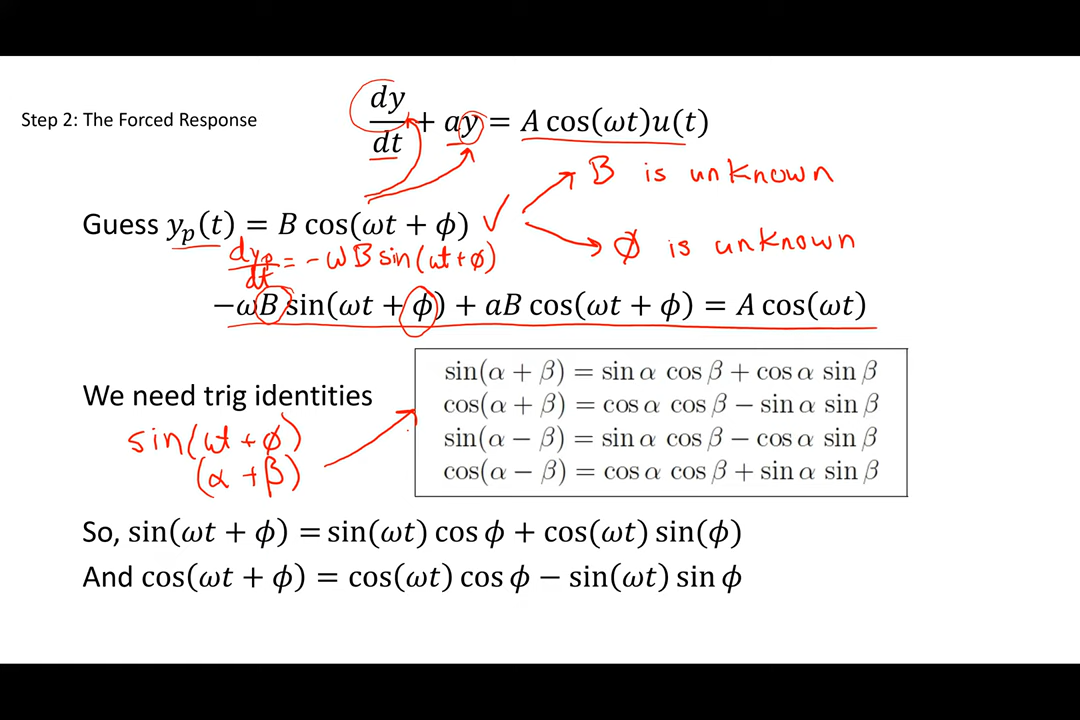 Step 2: The Forced Response
dy/dt + ay = A cos(ωt)u(t)
B is unknown
Guess yₚ(t) = B cos(ωt + ϕ) ✓
ϕ is unknown
dyₚ/dt = -ωB sin(ωt+ϕ)
−ωB sin(ωt + ϕ) + aB cos(ωt + ϕ) = A cos(ωt)
We need trig identities
sin(ωt + ϕ)
(α + β)
sin(α + β) = sin α cos β + cos α sin β
cos(α + β) = cos α cos β − sin α sin β
sin(α − β) = sin α cos β − cos α sin β
cos(α − β) = cos α cos β + sin α sin β
So, sin(ωt + ϕ) = sin(ωt) cos ϕ + cos(ωt) sin(ϕ)
And cos(ωt + ϕ) = cos(ωt) cos ϕ − sin(ωt) sin ϕ